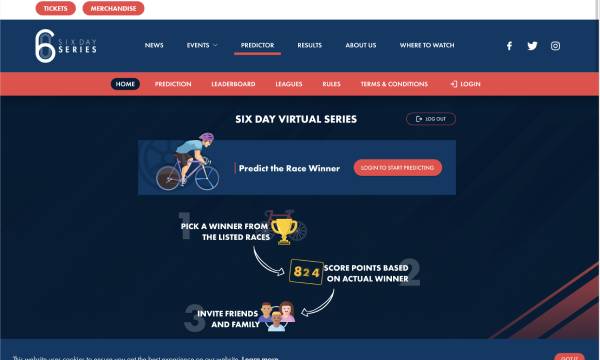 TICKETS MERCHANDISE
6 SIX DAY
SERIES
NEWS EVENTS PREDICTOR RESULTS ABOUT US WHERE TO WATCH
HOME PREDICTION LEADERBOARD LEAGUES RULES TERMS & CONDITIONS LOGIN
SIX DAY VIRTUAL SERIES
LOG OUT
Predict the Race Winner
LOGIN TO START PREDICTING
1
PICK A WINNER FROM
THE LISTED RACES
824
SCORE POINTS BASED
ON ACTUAL WINNER
2
3
INVITE FRIENDS
AND FAMILY
This website uses cookies to ensure you get the best experience on our website. Learn more
GOT IT